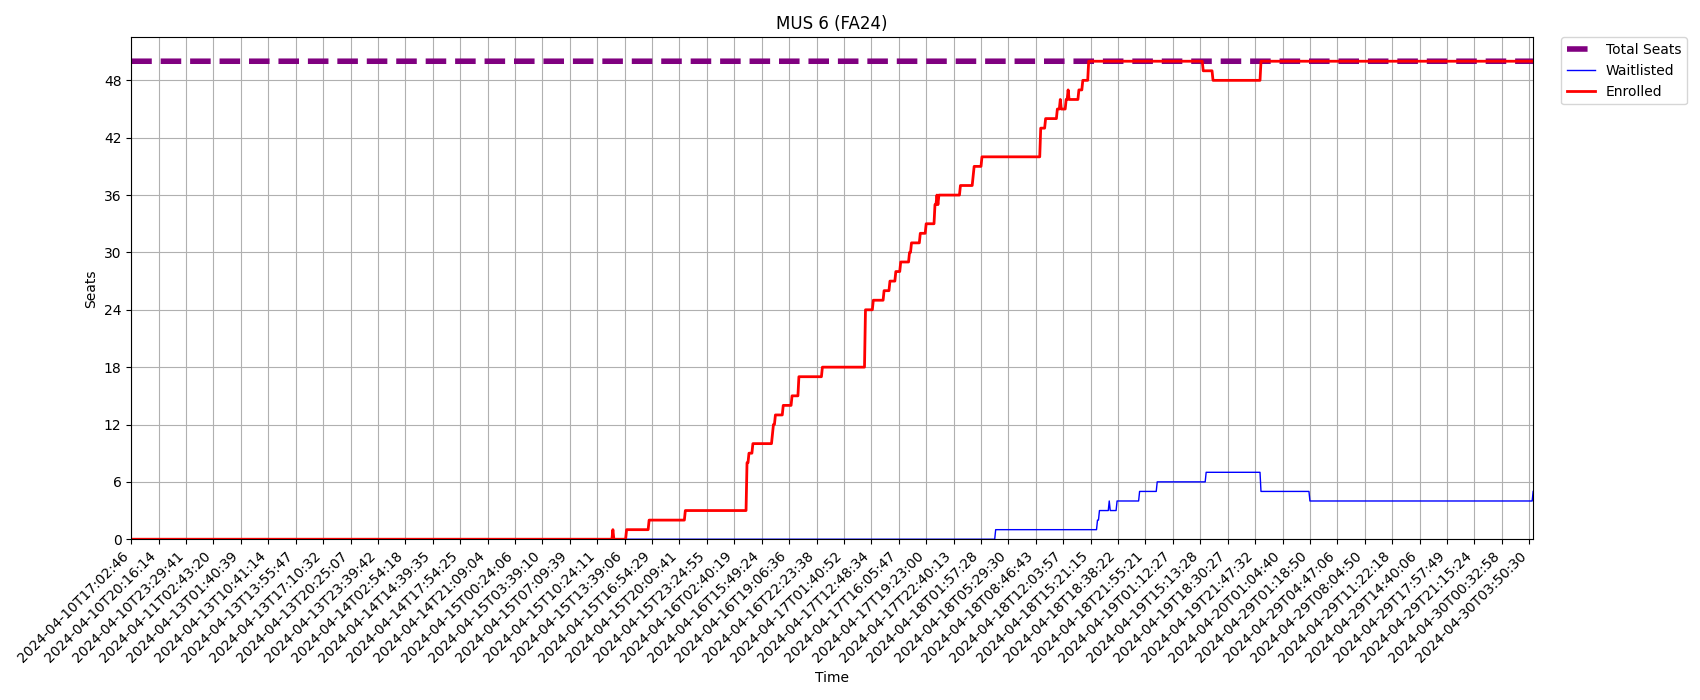 MUS 6 (FA24)
Total Seats
Waitlisted
Enrolled
Seats
48
42
36
30
24
18
12
6
0
2024-04-10T17:02:46
2024-04-10T20:16:14
2024-04-10T23:29:41
2024-04-11T02:43:20
2024-04-13T01:40:39
2024-04-13T10:41:14
2024-04-13T13:55:47
2024-04-13T17:10:32
2024-04-13T20:25:07
2024-04-13T23:39:42
2024-04-14T02:54:18
2024-04-14T14:39:35
2024-04-14T17:54:25
2024-04-14T21:09:04
2024-04-15T00:24:06
2024-04-15T03:39:10
2024-04-15T07:09:39
2024-04-15T10:24:11
2024-04-15T13:39:06
2024-04-15T16:54:29
2024-04-15T20:09:41
2024-04-15T23:24:55
2024-04-16T02:40:19
2024-04-16T15:49:24
2024-04-16T19:06:36
2024-04-16T22:23:38
2024-04-17T01:40:52
2024-04-17T12:48:34
2024-04-17T16:05:47
2024-04-17T19:23:00
2024-04-17T22:40:13
2024-04-18T01:57:28
2024-04-18T05:29:30
2024-04-18T08:46:43
2024-04-18T12:03:57
2024-04-18T15:21:15
2024-04-18T18:38:22
2024-04-18T21:55:21
2024-04-19T01:12:27
2024-04-19T15:13:28
2024-04-19T18:30:27
2024-04-19T21:47:32
2024-04-20T01:04:40
2024-04-29T01:18:50
2024-04-29T04:47:06
2024-04-29T08:04:50
2024-04-29T11:22:18
2024-04-29T14:40:06
2024-04-29T17:57:49
2024-04-29T21:15:24
2024-04-30T00:32:58
2024-04-30T03:50:30
Time